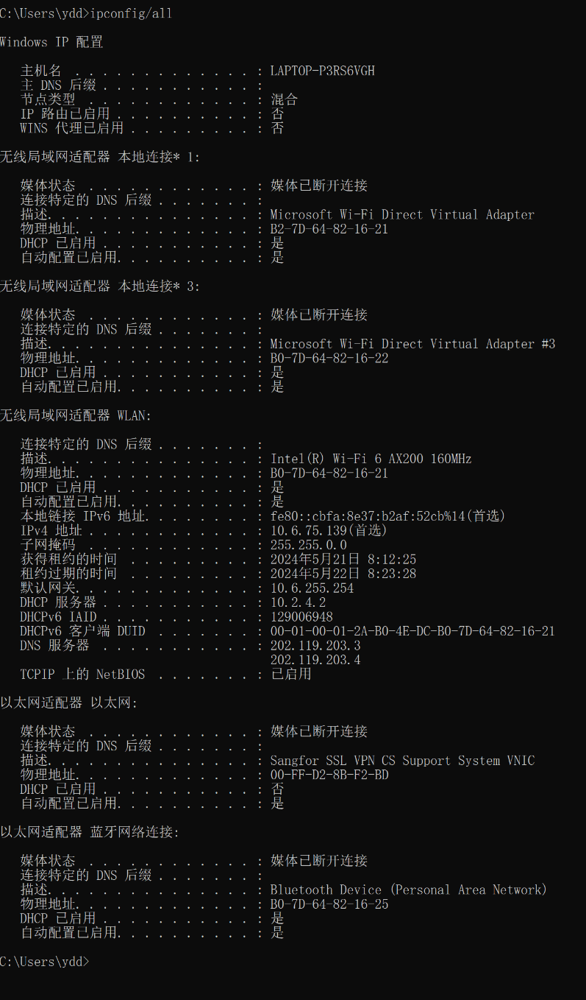 C:\Users\ydd>ipconfig/all
Windows IP 配置
主机名 . . . . . . . . . . . . . : LAPTOP-P3RS6VGH
主 DNS 后缀 . . . . . . . . . . . :
节点类型 . . . . . . . . . . . . : 混合
IP 路由已启用 . . . . . . . . . . : 否
WINS 代理已启用 . . . . . . . . . : 否
无线局域网适配器 本地连接* 1:
媒体状态 . . . . . . . . . . . . : 媒体已断开连接
连接特定的 DNS 后缀 . . . . . . . :
描述. . . . . . . . . . . . . . . : Microsoft Wi-Fi Direct Virtual Adapter
物理地址. . . . . . . . . . . . . : B2-7D-64-82-16-21
DHCP 已启用 . . . . . . . . . . . : 是
自动配置已启用. . . . . . . . . . : 是
无线局域网适配器 本地连接* 3:
媒体状态 . . . . . . . . . . . . : 媒体已断开连接
连接特定的 DNS 后缀 . . . . . . . :
描述. . . . . . . . . . . . . . . : Microsoft Wi-Fi Direct Virtual Adapter #3
物理地址. . . . . . . . . . . . . : B0-7D-64-82-16-22
DHCP 已启用 . . . . . . . . . . . : 是
自动配置已启用. . . . . . . . . . : 是
无线局域网适配器 WLAN:
连接特定的 DNS 后缀 . . . . . . . :
描述. . . . . . . . . . . . . . . : Intel(R) Wi-Fi 6 AX200 160MHz
物理地址. . . . . . . . . . . . . : B0-7D-64-82-16-21
DHCP 已启用 . . . . . . . . . . . : 是
自动配置已启用. . . . . . . . . . : 是
本地链接 IPv6 地址. . . . . . . . : fe80::cbfa:8e37:b2af:52cb%14(首选)
IPv4 地址 . . . . . . . . . . . . : 10.6.75.139(首选)
子网掩码 . . . . . . . . . . . . : 255.255.0.0
获得租约的时间 . . . . . . . . . : 2024年5月21日 8:12:25
租约过期的时间 . . . . . . . . . : 2024年5月22日 8:23:28
默认网关. . . . . . . . . . . . . : 10.6.255.254
DHCP 服务器 . . . . . . . . . . . : 10.2.4.2
DHCPv6 IAID . . . . . . . . . . . : 129006948
DHCPv6 客户端 DUID . . . . . . . : 00-01-00-01-2A-B0-4E-DC-B0-7D-64-82-16-21
DNS 服务器 . . . . . . . . . . . : 202.119.203.3
202.119.203.4
TCPIP 上的 NetBIOS . . . . . . . : 已启用
以太网适配器 以太网:
媒体状态 . . . . . . . . . . . . : 媒体已断开连接
连接特定的 DNS 后缀 . . . . . . . :
描述. . . . . . . . . . . . . . . : Sangfor SSL VPN CS Support System VNIC
物理地址. . . . . . . . . . . . . : 00-FF-D2-8B-F2-BD
DHCP 已启用 . . . . . . . . . . . : 否
自动配置已启用. . . . . . . . . . : 是
以太网适配器 蓝牙网络连接:
媒体状态 . . . . . . . . . . . . : 媒体已断开连接
连接特定的 DNS 后缀 . . . . . . . :
描述. . . . . . . . . . . . . . . : Bluetooth Device (Personal Area Network)
物理地址. . . . . . . . . . . . . : B0-7D-64-82-16-25
DHCP 已启用 . . . . . . . . . . . : 是
自动配置已启用. . . . . . . . . . : 是
C:\Users\ydd>